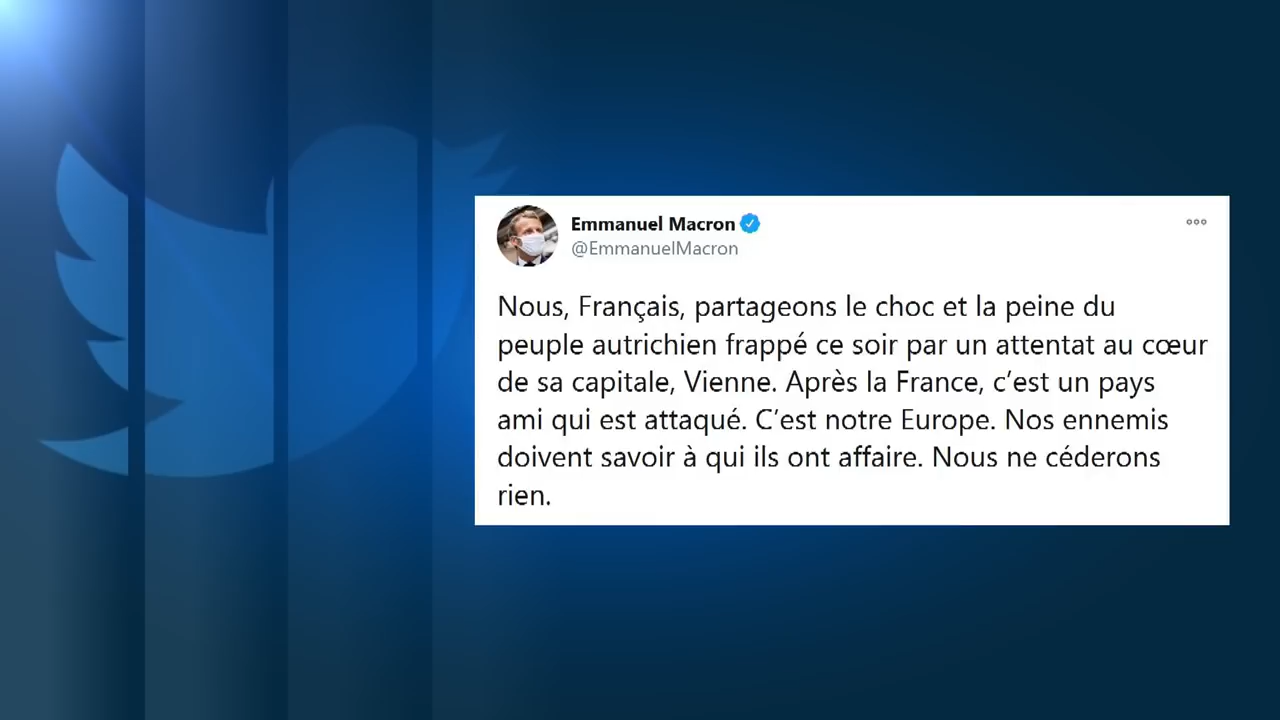 Emmanuel Macron
@EmmanuelMacron
Nous, Français, partageons le choc et la peine du
peuple autrichien frappé ce soir par un attentat au cœur
de sa capitale, Vienne. Après la France, c’est un pays
ami qui est attaqué. C’est notre Europe. Nos ennemis
doivent savoir à qui ils ont affaire. Nous ne céderons
rien.